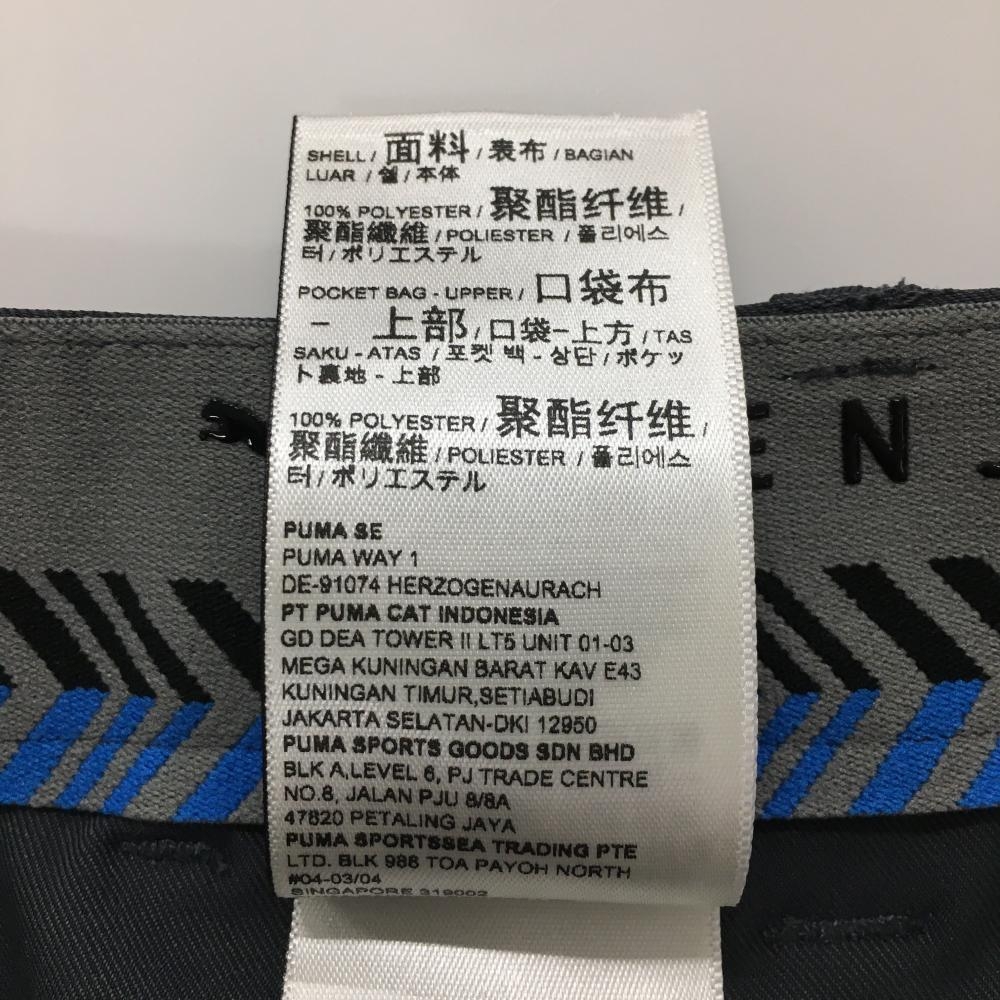 SHELL / 面料 / 表布 / BAGIAN
LUAR / 쉘 / 本体
100% POLYESTER / 聚酯纤维 /
聚酯纖維 / POLIESTER / 폴리에스
터 / ポリエステル
POCKET BAG - UPPER / 口袋布
- 上部 / 口袋-上方 / TAS
SAKU - ATAS / 포켓 백 - 상단 / ポケッ
ト裏地 - 上部
100% POLYESTER / 聚酯纤维 /
聚酯纖維 / POLIESTER / 폴리에스
터 / ポリエステル
PUMA SE
PUMA WAY 1
DE-91074 HERZOGENAURACH
PT PUMA CAT INDONESIA
GD DEA TOWER II LT5 UNIT 01-03
MEGA KUNINGAN BARAT KAV E43
KUNINGAN TIMUR,SETIABUDI
JAKARTA SELATAN-DKI 12950
PUMA SPORTS GOODS SDN BHD
BLK A,LEVEL 6, PJ TRADE CENTRE
NO.8, JALAN PJU 8/8A
47820 PETALING JAYA
PUMA SPORTSSEA TRADING PTE
LTD. BLK 986 TOA PAYOH NORTH
#04-03/04
SINGAPORE 319002